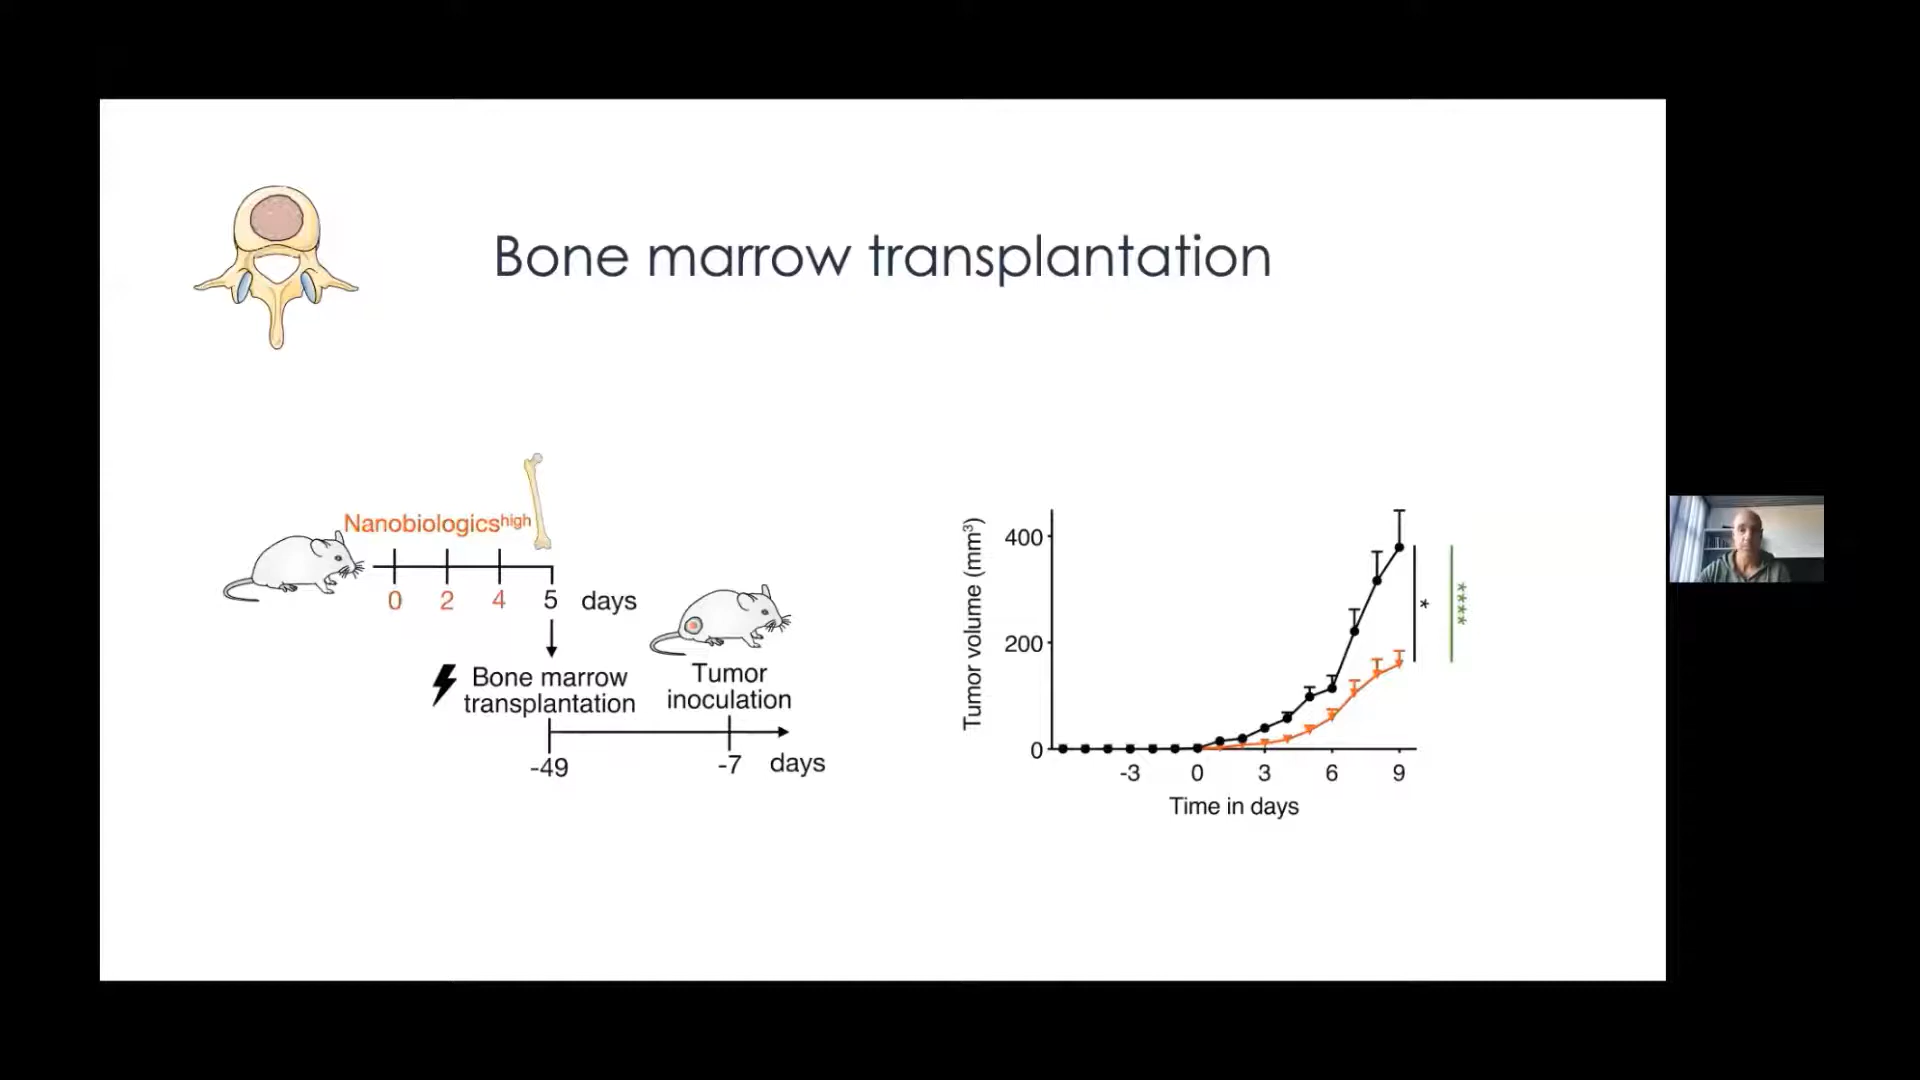 Bone marrow transplantation
Nanobiologicshigh
0 2 4 5 days
Bone marrow
transplantation
Tumor
inoculation
-49 -7 days
Tumor volume (mm³)
400
200
0
-3 0 3 6 9
Time in days
*
****